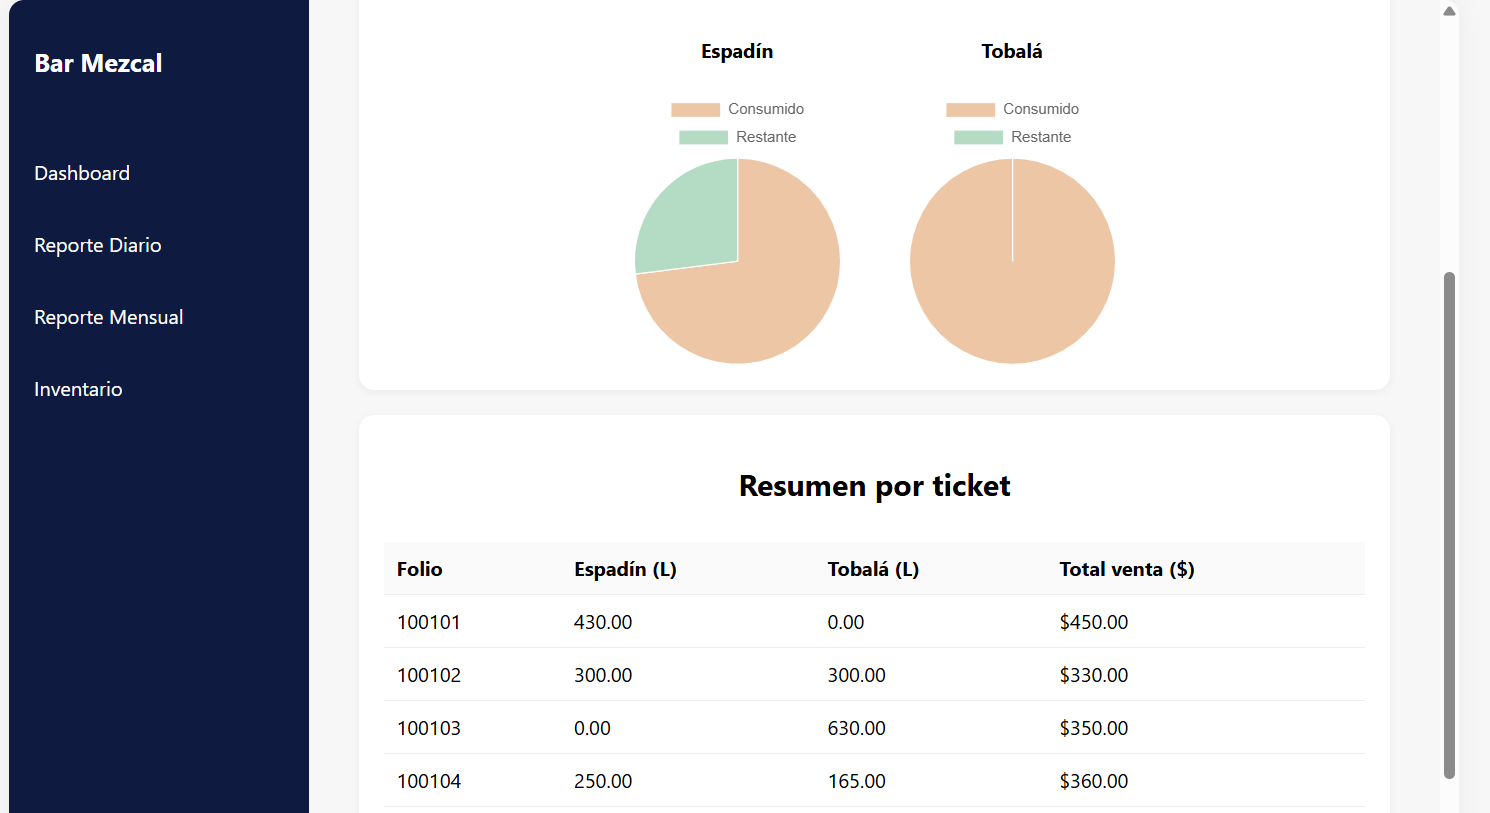 Bar Mezcal
Dashboard
Reporte Diario
Reporte Mensual
Inventario
Espadín
Consumido
Restante
Tobalá
Consumido
Restante
Resumen por ticket
Folio Espadín (L) Tobalá (L) Total venta ($)
100101 430.00 0.00 $450.00
100102 300.00 300.00 $330.00
100103 0.00 630.00 $350.00
100104 250.00 165.00 $360.00